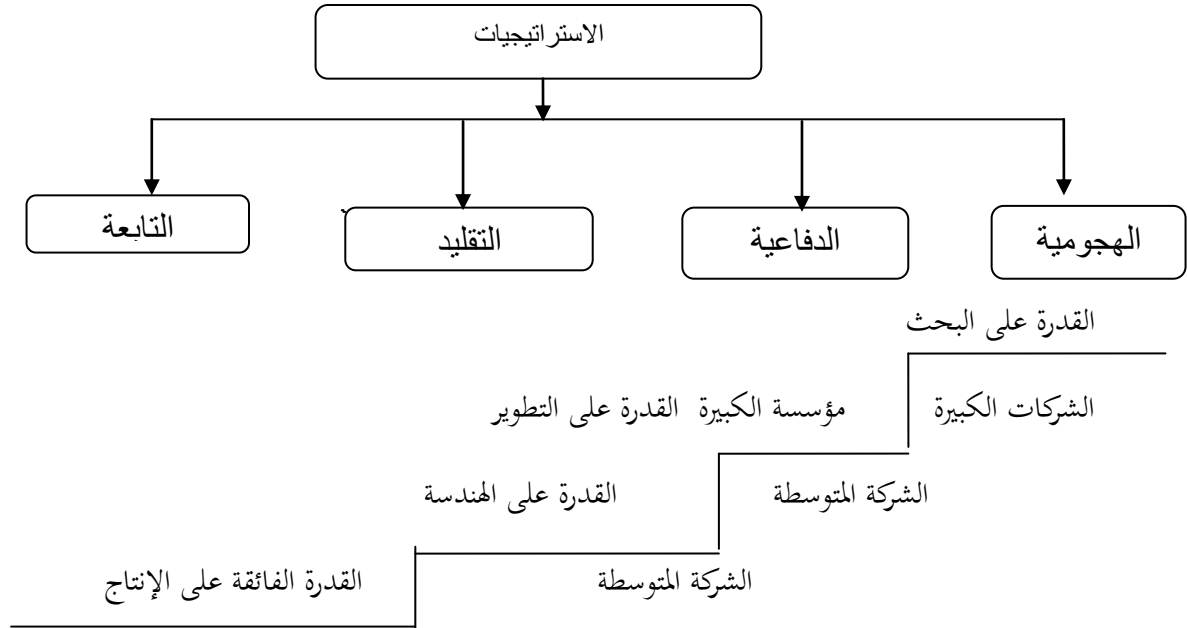 الاستراتيجيات
الهجومية
الدفاعية
التقليد
التابعة
القدرة على البحث
الشركات الكبيرة
مؤسسة الكبيرة القدرة على التطوير
الشركة المتوسطة
القدرة على الهندسة
الشركة المتوسطة
القدرة الفائقة على الإنتاج